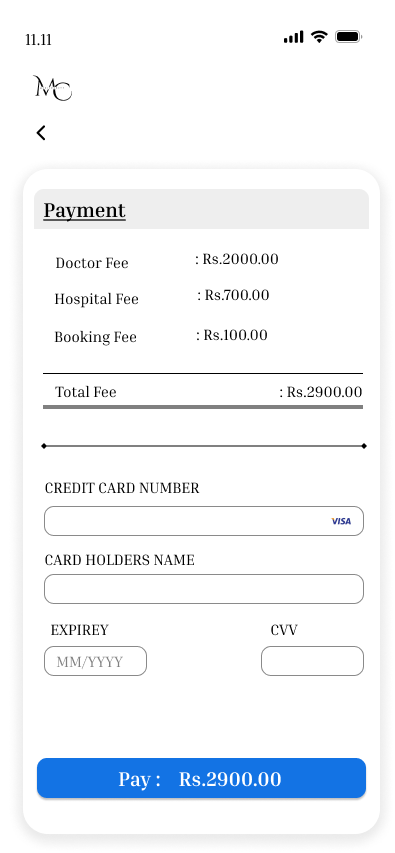 11.11
MC
Payment
Doctor Fee : Rs.2000.00
Hospital Fee : Rs.700.00
Booking Fee : Rs.100.00
Total Fee : Rs.2900.00
CREDIT CARD NUMBER
VISA
CARD HOLDERS NAME
EXPIREY CVV
MM/YYYY
Pay : Rs.2900.00